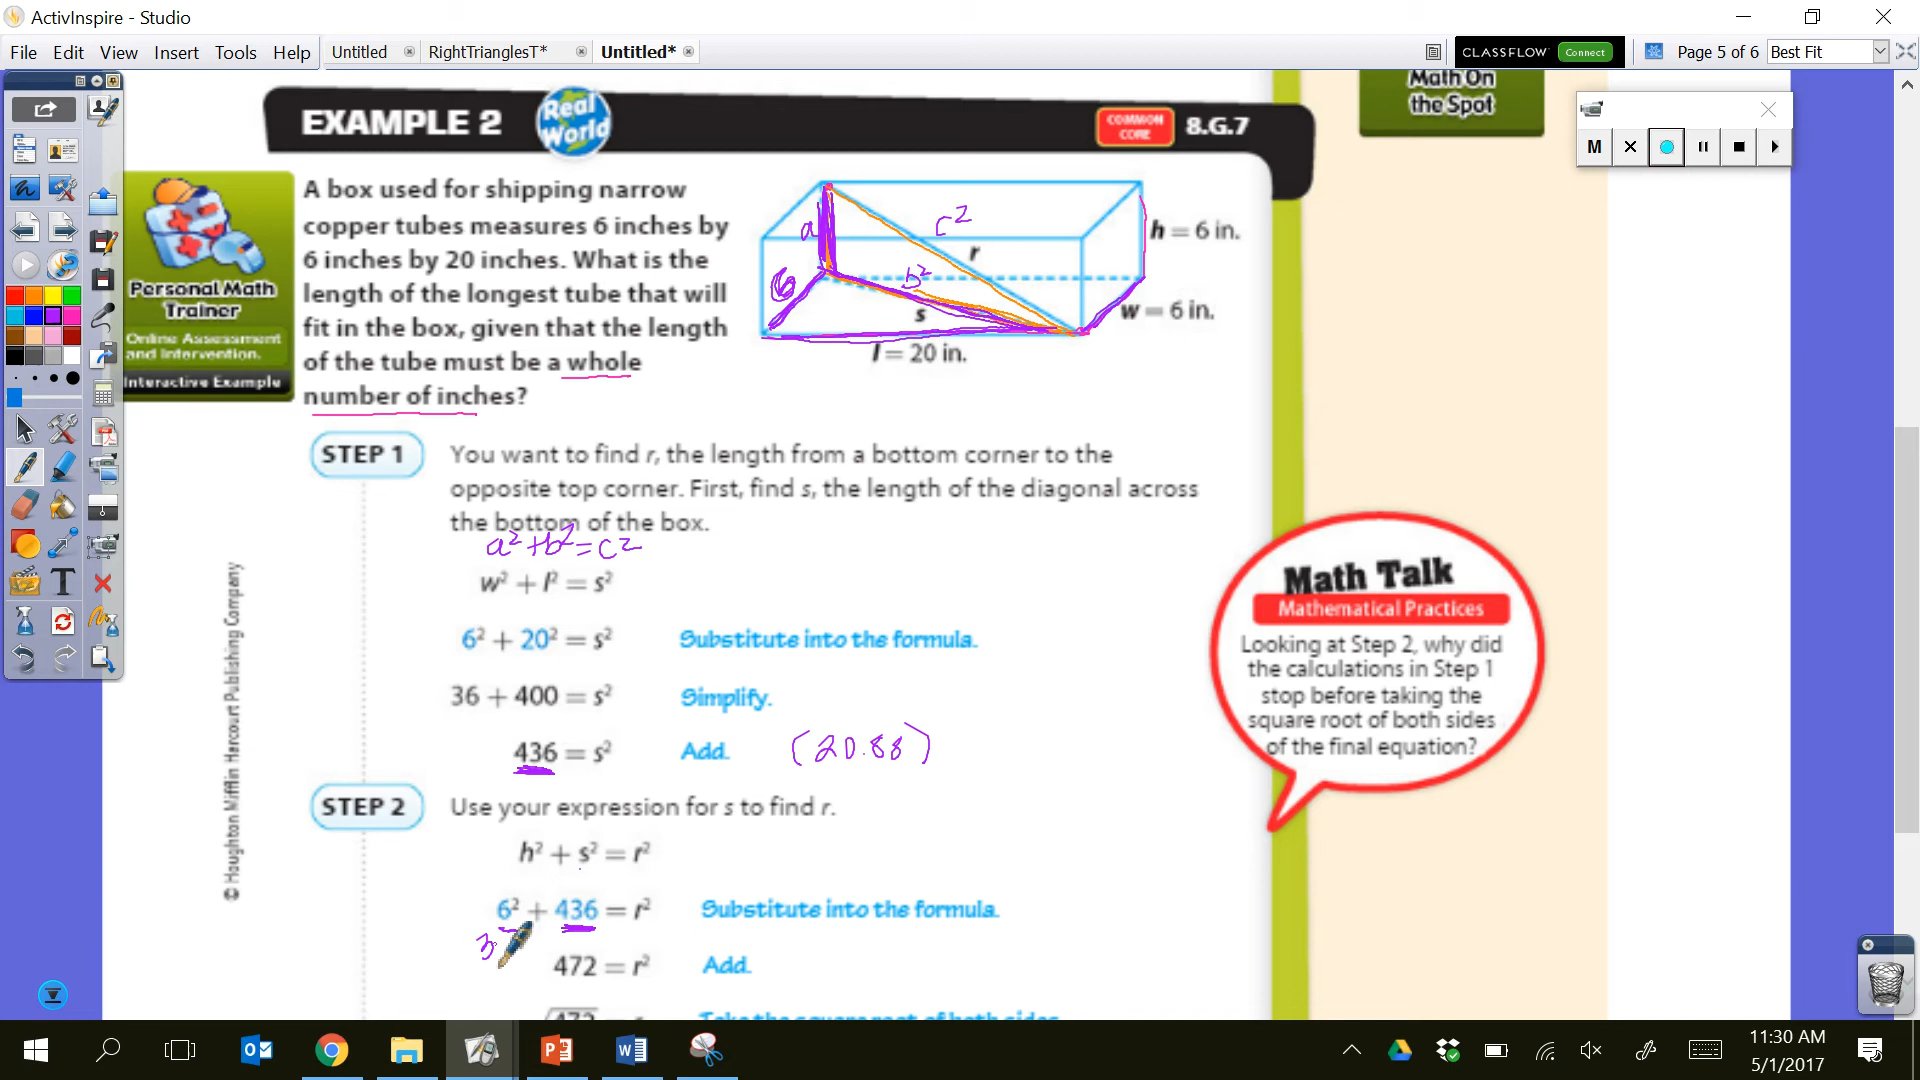 ActivInspire - Studio
File Edit View Insert Tools Help
Untitled RightTrianglesT* Untitled*
CLASSFLOW Connect
Page 5 of 6 Best Fit
Math On
the Spot
EXAMPLE 2
Real
World
COMMON
CORE
8.G.7
M
A box used for shipping narrow
copper tubes measures 6 inches by
6 inches by 20 inches. What is the
length of the longest tube that will
fit in the box, given that the length
of the tube must be a whole
number of inches?
Personal Math
Trainer
Online Assessment
and Intervention.
Interactive Example
a
c²
h = 6 in.
r
6
b²
s
w = 6 in.
l = 20 in.
STEP 1
You want to find r, the length from a bottom corner to the
opposite top corner. First, find s, the length of the diagonal across
the bottom of the box.
a² + b² = c²
w² + l² = s²
6² + 20² = s² Substitute into the formula.
36 + 400 = s² Simplify.
436 = s² Add. (20.88)
STEP 2
Use your expression for s to find r.
h² + s² = r²
6² + 436 = r² Substitute into the formula.
3
472 = r² Add.
Math Talk
Mathematical Practices
Looking at Step 2, why did
the calculations in Step 1
stop before taking the
square root of both sides
of the final equation?
© Houghton Mifflin Harcourt Publishing Company
11:30 AM
5/1/2017